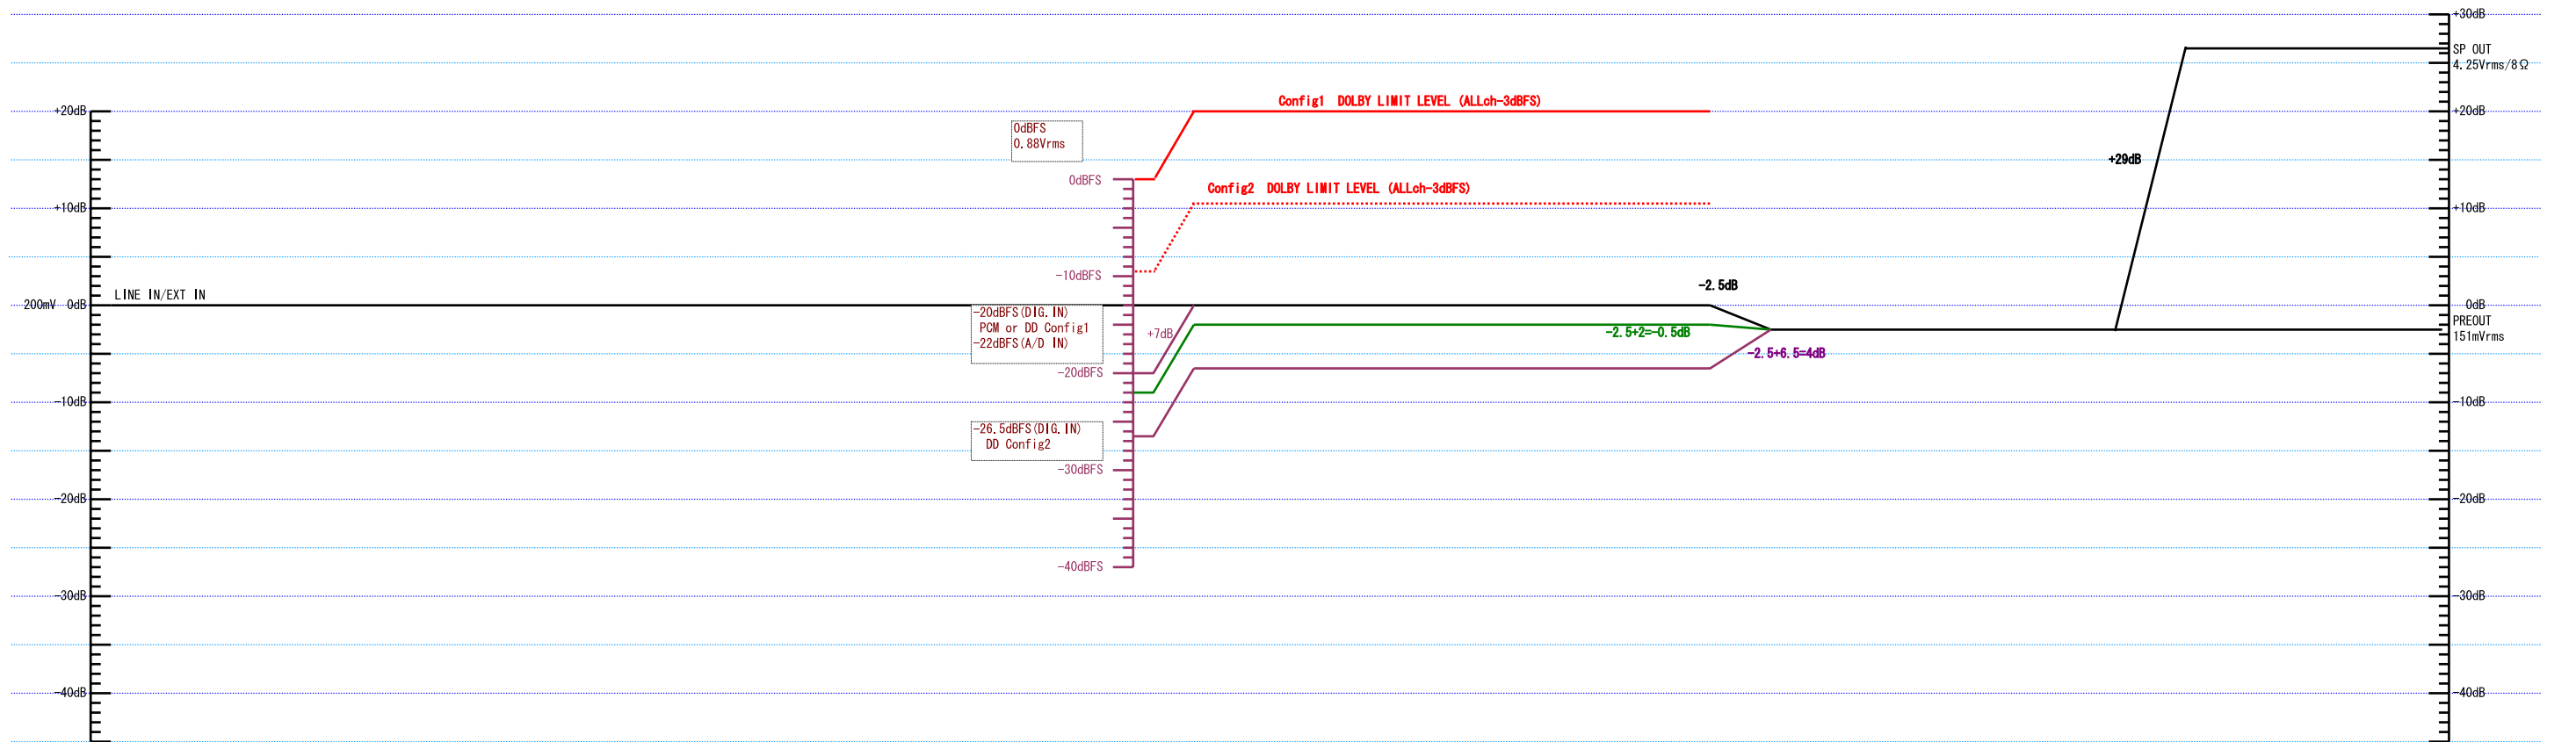 +30dB
SP OUT
4.25Vrms/8Ω
+20dB
Config1 DOLBY LIMIT LEVEL (ALLch-3dBFS)
+20dB
0dBFS
0.88Vrms
+29dB
0dBFS
Config2 DOLBY LIMIT LEVEL (ALLch-3dBFS)
+10dB
+10dB
-10dBFS
-2.5dB
LINE IN/EXT IN
200mV 0dB
0dB
-20dBFS(DIG.IN)
PCM or DD Config1
-22dBFS(A/D IN)
+7dB
-2.5+2=-0.5dB
PREOUT
151mVrms
-2.5+6.5=4dB
-20dBFS
-10dB
-10dB
-26.5dBFS(DIG.IN)
DD Config2
-30dBFS
-20dB
-20dB
-40dBFS
-30dB
-30dB
-40dB
-40dB